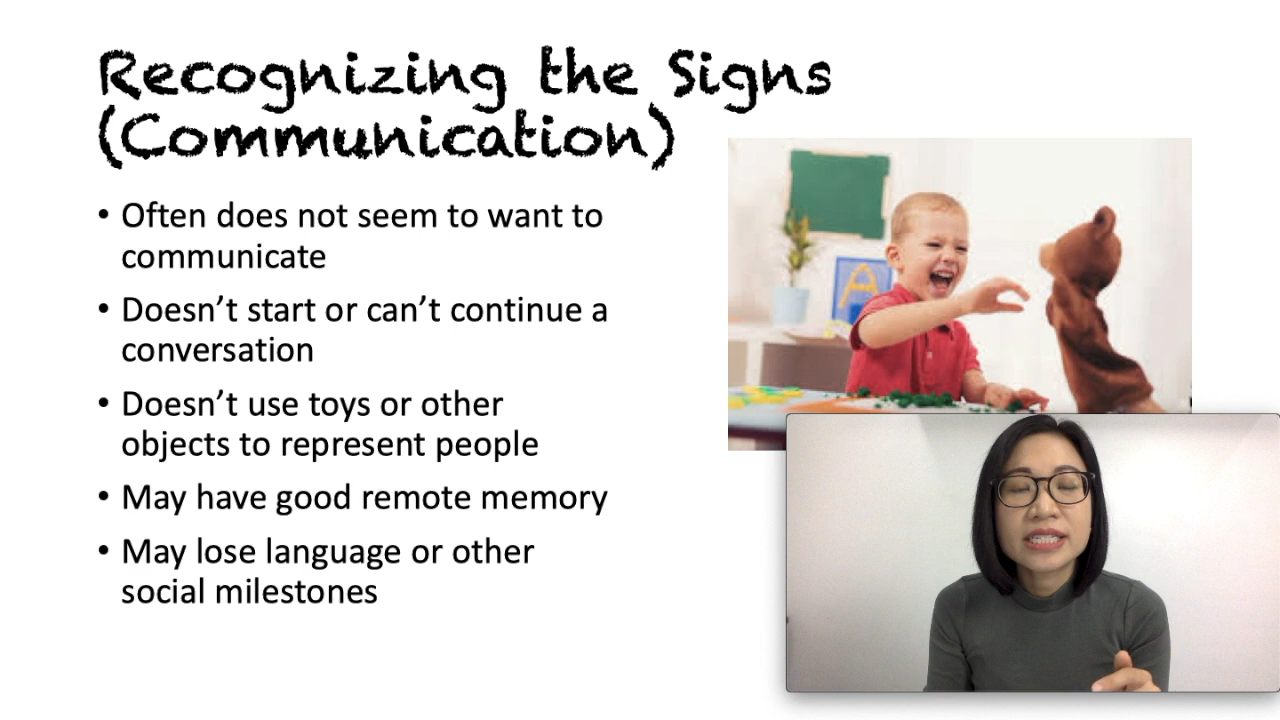 Recognizing the Signs
(Communication)
• Often does not seem to want to
communicate
• Doesn’t start or can’t continue a
conversation
• Doesn’t use toys or other
objects to represent people
• May have good remote memory
• May lose language or other
social milestones
A